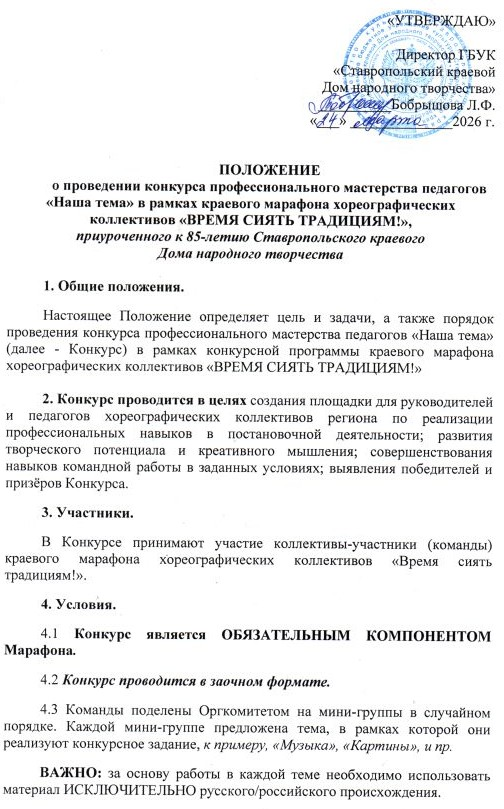 «УТВЕРЖДАЮ»
Директор ГБУК
«Ставропольский краевой
Дом народного творчества»
Бобрышова Л.Ф.
«24» марта 2026 г.
ПОЛОЖЕНИЕ
о проведении конкурса профессионального мастерства педагогов
«Наша тема» в рамках краевого марафона хореографических
коллективов «ВРЕМЯ СИЯТЬ ТРАДИЦИЯМ!»,
приуроченного к 85-летию Ставропольского краевого
Дома народного творчества
1. Общие положения.
Настоящее Положение определяет цель и задачи, а также порядок
проведения конкурса профессионального мастерства педагогов «Наша тема»
(далее - Конкурс) в рамках конкурсной программы краевого марафона
хореографических коллективов «ВРЕМЯ СИЯТЬ ТРАДИЦИЯМ!»
2. Конкурс проводится в целях создания площадки для руководителей
и педагогов хореографических коллективов региона по реализации
профессиональных навыков в постановочной деятельности; развития
творческого потенциала и креативного мышления; совершенствования
навыков командной работы в заданных условиях; выявления победителей и
призёров Конкурса.
3. Участники.
В Конкурсе принимают участие коллективы-участники (команды)
краевого марафона хореографических коллективов «Время сиять
традициям!».
4. Условия.
4.1 Конкурс является ОБЯЗАТЕЛЬНЫМ КОМПОНЕНТОМ
Марафона.
4.2 Конкурс проводится в заочном формате.
4.3 Команды поделены Оргкомитетом на мини-группы в случайном
порядке. Каждой мини-группе предложена тема, в рамках которой они
реализуют конкурсное задание, к примеру, «Музыка», «Картины», и пр.
ВАЖНО: за основу работы в каждой теме необходимо использовать
материал ИСКЛЮЧИТЕЛЬНО русского/российского происхождения.